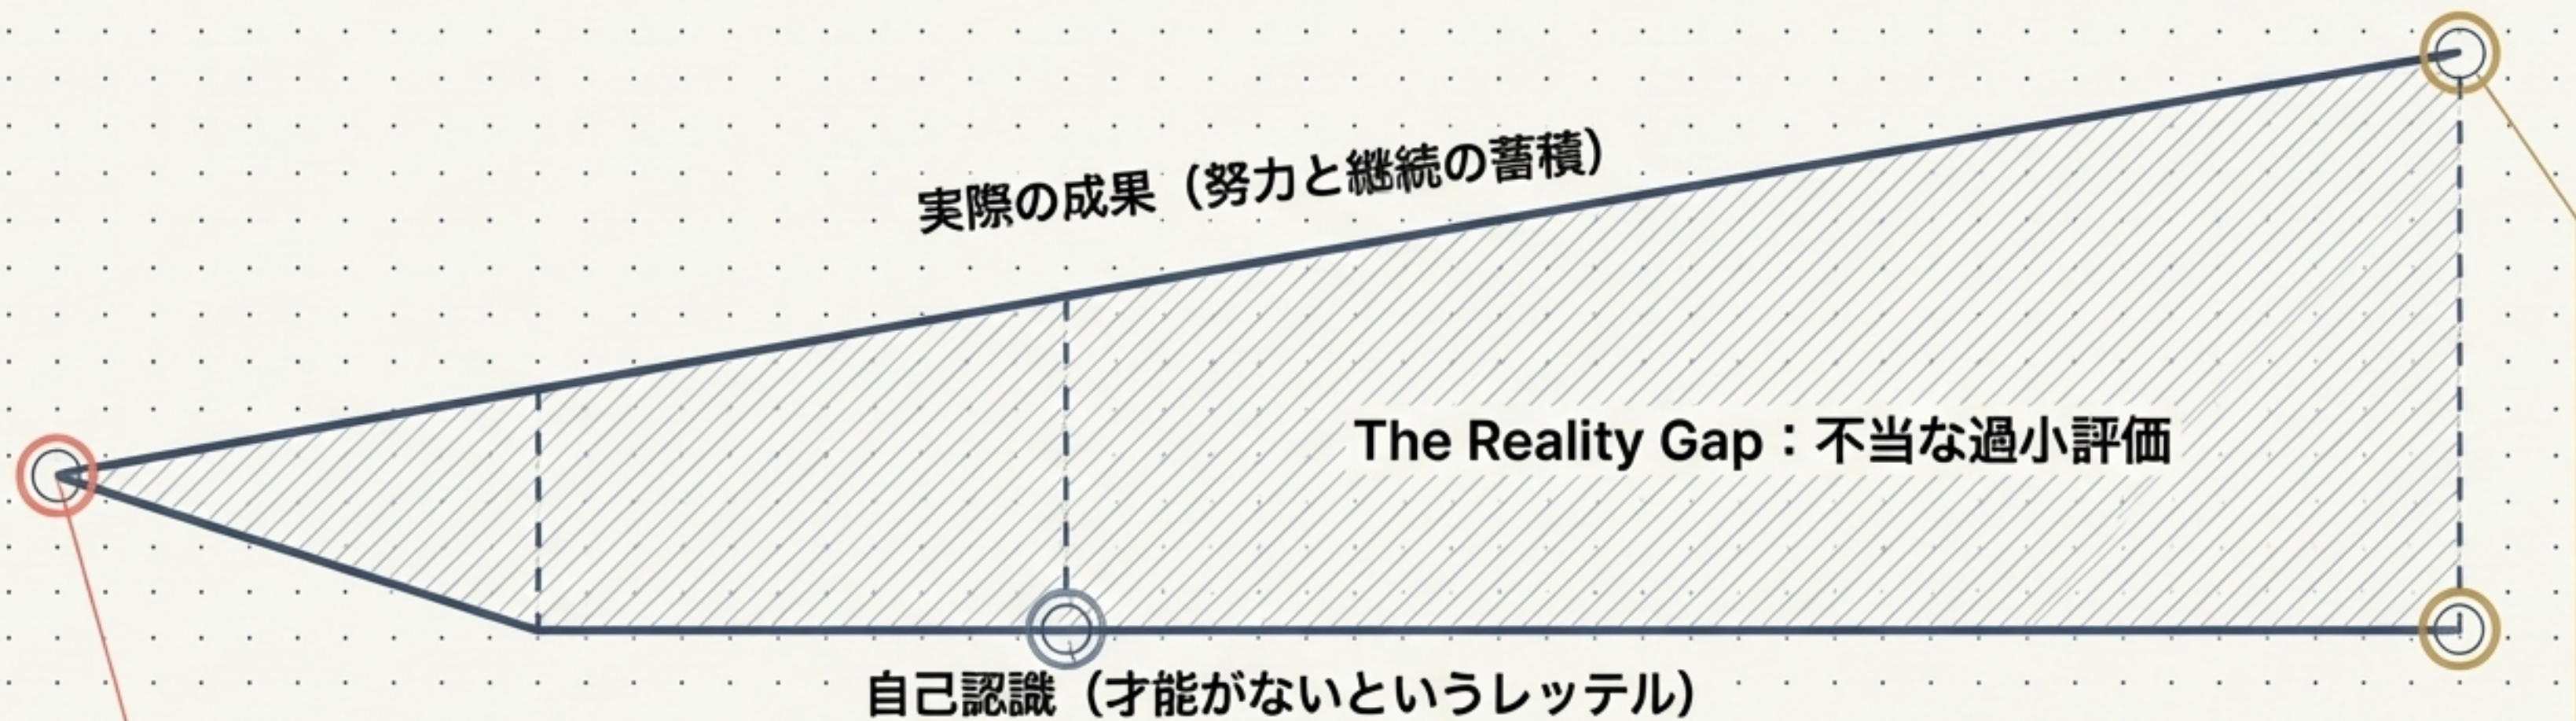 実際の成果（努力と継続の蓄積）
The Reality Gap：不当な過小評価
自己認識（才能がないというレッテル）